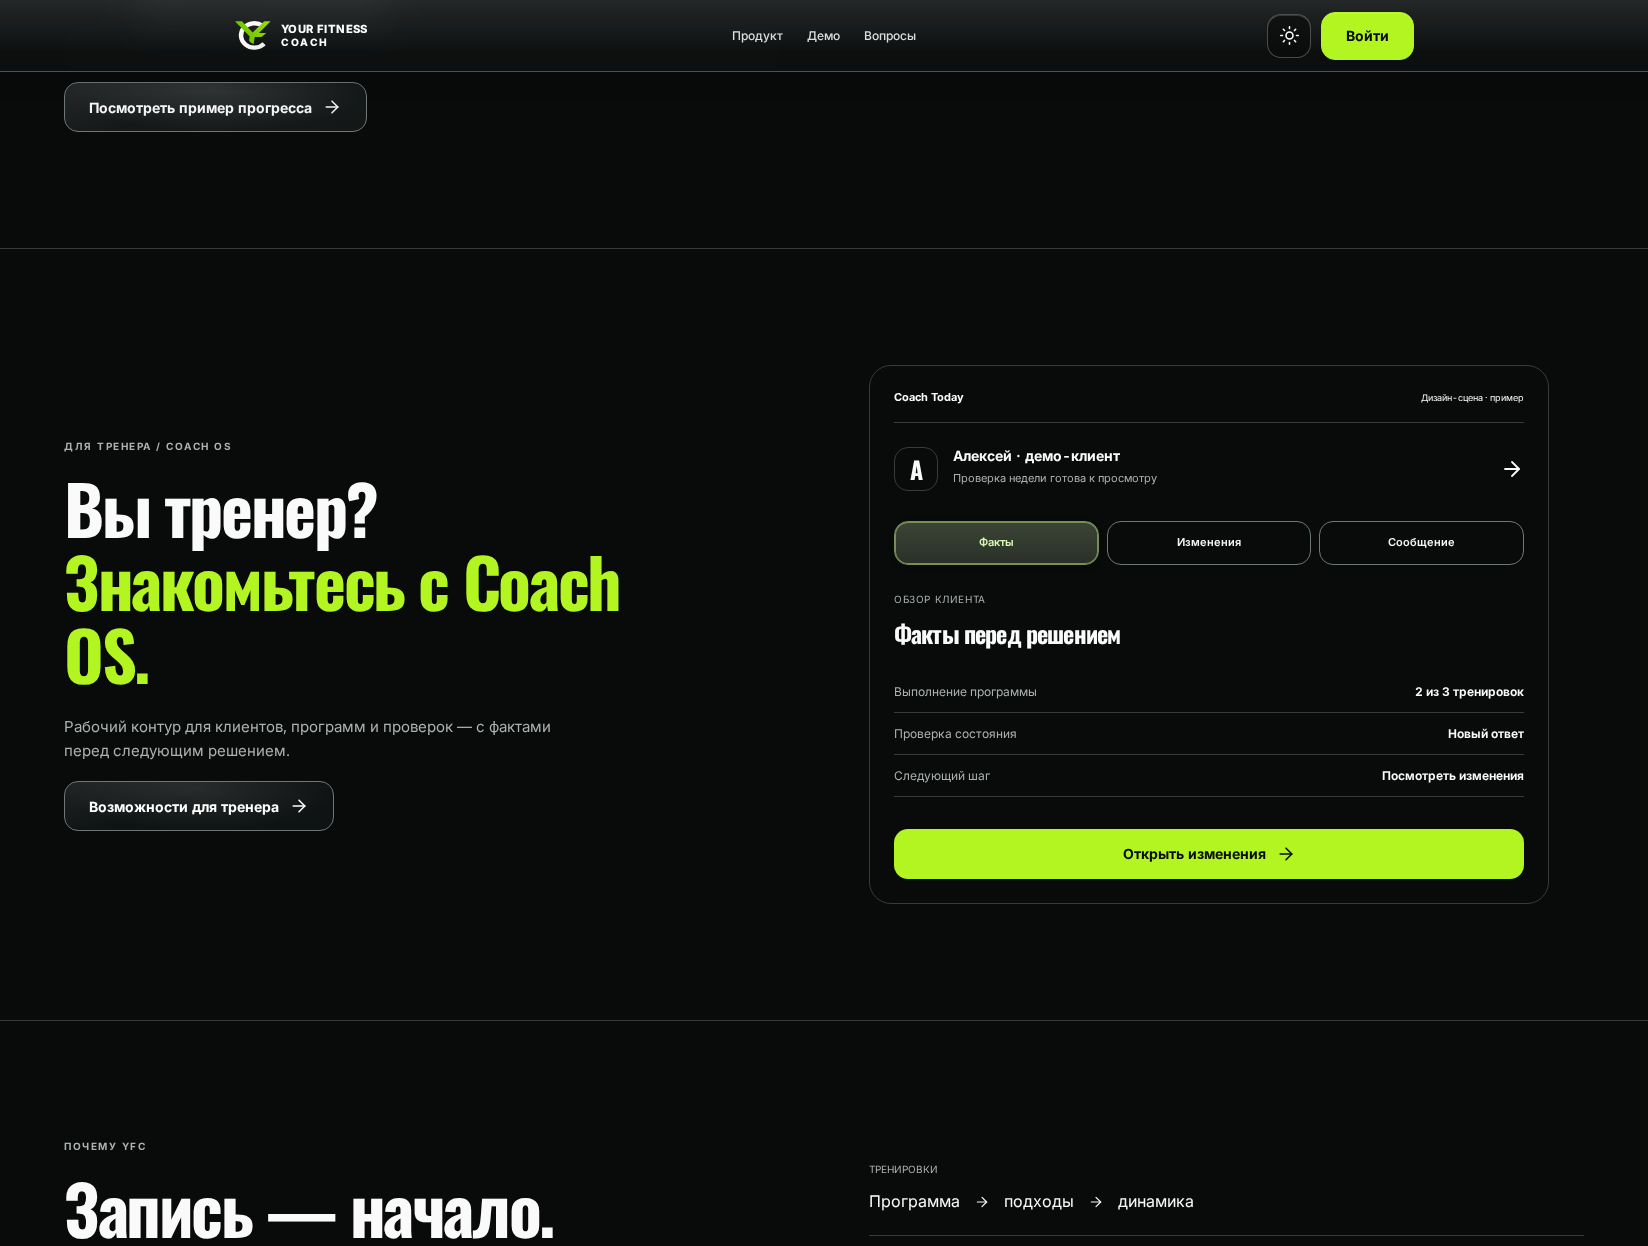 YOUR FITNESS
COACH
Продукт
Демо
Вопросы
Войти
Посмотреть пример прогресса
ДЛЯ ТРЕНЕРА / COACH OS
Вы тренер?
Знакомьтесь с Coach
OS.
Рабочий контур для клиентов, программ и проверок — с фактами
перед следующим решением.
Возможности для тренера
Coach Today
Дизайн-сцена · пример
А
Алексей · демо-клиент
Проверка недели готова к просмотру
Факты
Изменения
Сообщение
ОБЗОР КЛИЕНТА
Факты перед решением
Выполнение программы
2 из 3 тренировок
Проверка состояния
Новый ответ
Следующий шаг
Посмотреть изменения
Открыть изменения
ПОЧЕМУ YFC
Запись — начало.
ТРЕНИРОВКИ
Программа → подходы → динамика